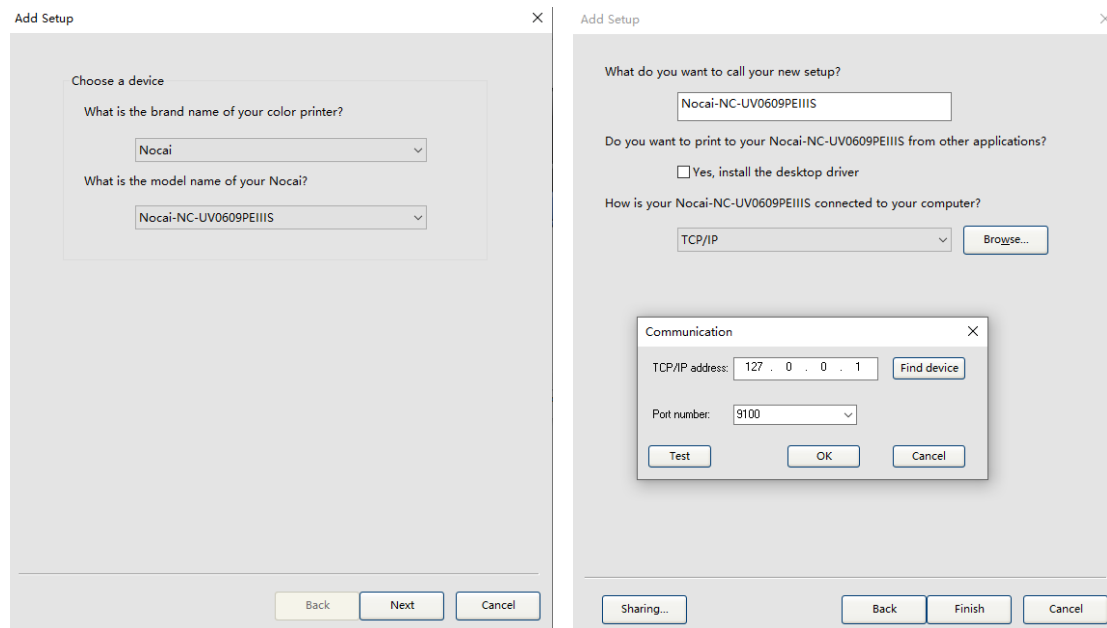 Add Setup
Choose a device
What is the brand name of your color printer?
Nocai
What is the model name of your Nocai?
Nocai-NC-UV0609PEIIIS
Back
Next
Cancel
Add Setup
What do you want to call your new setup?
Nocai-NC-UV0609PEIIIS
Do you want to print to your Nocai-NC-UV0609PEIIIS from other applications?
Yes, install the desktop driver
How is your Nocai-NC-UV0609PEIIIS connected to your computer?
TCP/IP
Browse...
Communication
TCP/IP address: 127 . 0 . 0 . 1 Find device
Port number: 9100
Test
OK
Cancel
Sharing...
Back
Finish
Cancel